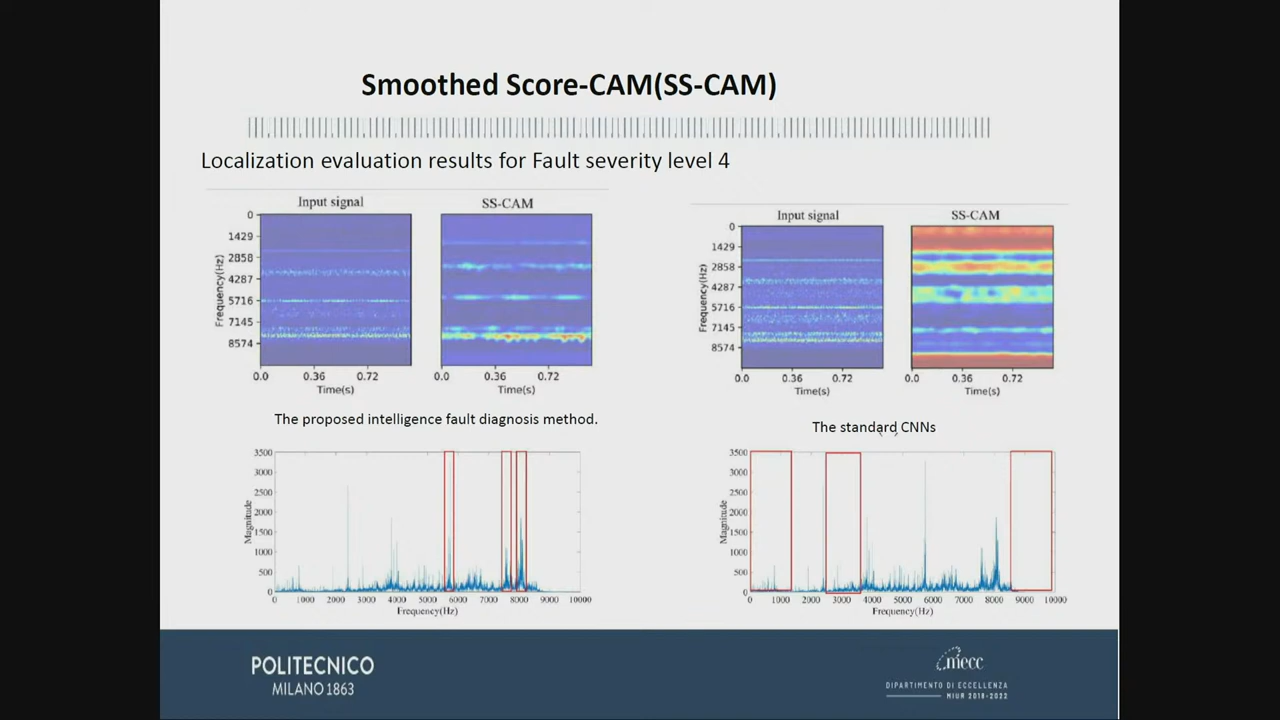 Smoothed Score-CAM(SS-CAM)
Localization evaluation results for Fault severity level 4
Input signal
SS-CAM
Frequency(Hz)
0
1429
2858
4287
5716
7145
8574
0.0 0.36 0.72
Time(s)
0.0 0.36 0.72
Time(s)
The proposed intelligence fault diagnosis method.
Input signal
SS-CAM
Frequency(Hz)
0
1429
2858
4287
5716
7145
8574
0.0 0.36 0.72
Time(s)
0.0 0.36 0.72
Time(s)
The standard CNNs
Magnitude
3500
3000
2500
2000
1500
1000
500
0
0 1000 2000 3000 4000 5000 6000 7000 8000 9000 10000
Frequency(Hz)
Magnitude
3500
3000
2500
2000
1500
1000
500
0
0 1000 2000 3000 4000 5000 6000 7000 8000 9000 10000
Frequency(Hz)
POLITECNICO
MILANO 1863
mecc
DIPARTIMENTO DI ECCELLENZA
MIUR 2018-2022